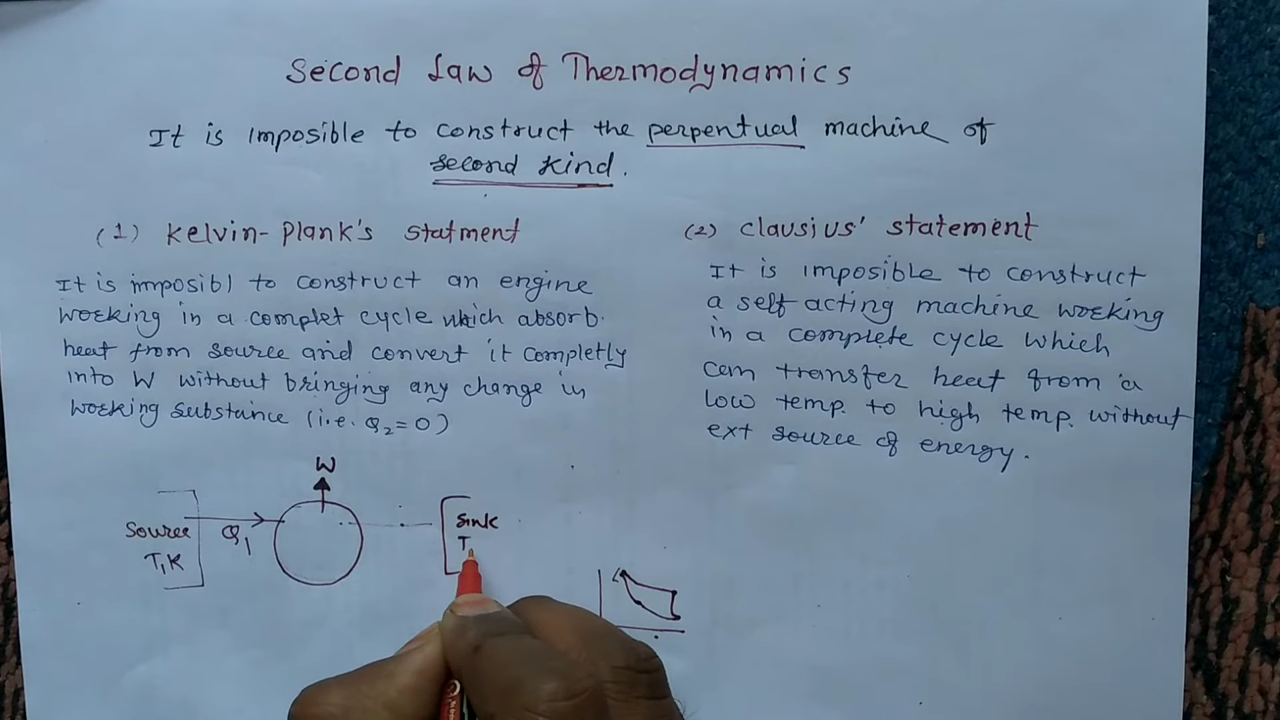 Second Law of Thermodynamics
It is imposible to construct the perpentual machine of
second kind.
(1) Kelvin-Plank's statment
It is imposibl to construct an engine
working in a complet cycle which absorb
heat from source and convert it completly
into W without bringing any change in
working substance (i.e. Q₂=0)
(2) Clausius' statement
It is imposible to construct
a self acting machine working
in a complete cycle which
can transfer heat from a
low temp. to high temp. without
ext source of energy.
W
Source
T₁K
Q₁
Sink
T